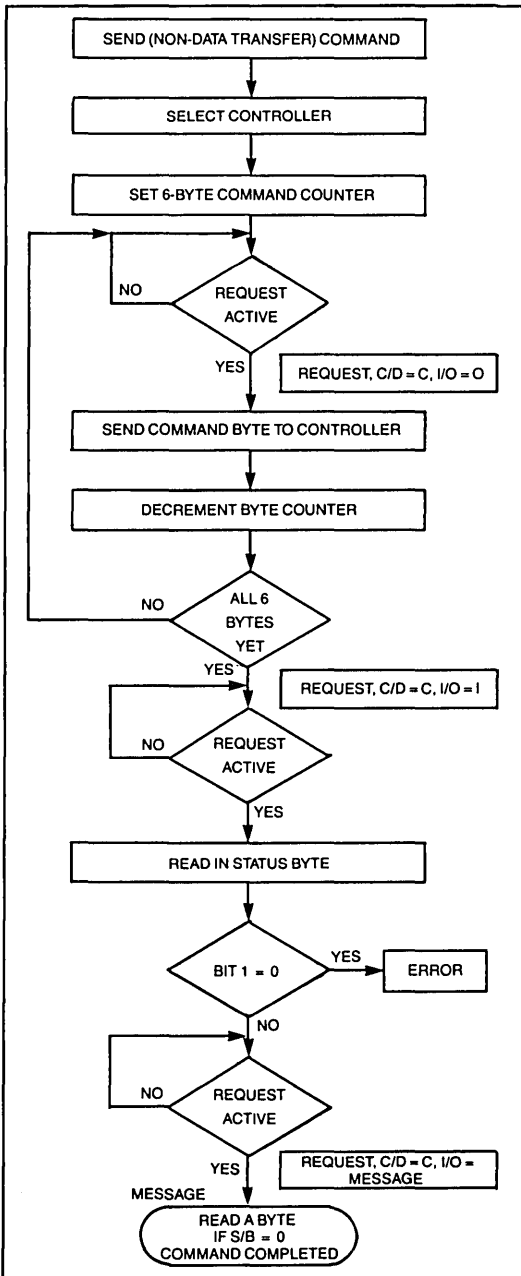 SEND (NON-DATA TRANSFER) COMMAND
SELECT CONTROLLER
SET 6-BYTE COMMAND COUNTER
NO
REQUEST
ACTIVE
YES
REQUEST, C/D = C, I/O = O
SEND COMMAND BYTE TO CONTROLLER
DECREMENT BYTE COUNTER
NO
ALL 6
BYTES
YET
YES
REQUEST, C/D = C, I/O = I
NO
REQUEST
ACTIVE
YES
READ IN STATUS BYTE
BIT 1 = 0
YES
ERROR
NO
NO
REQUEST
ACTIVE
YES
REQUEST, C/D = C, I/O =
MESSAGE
MESSAGE
READ A BYTE
IF S/B = 0
COMMAND COMPLETED